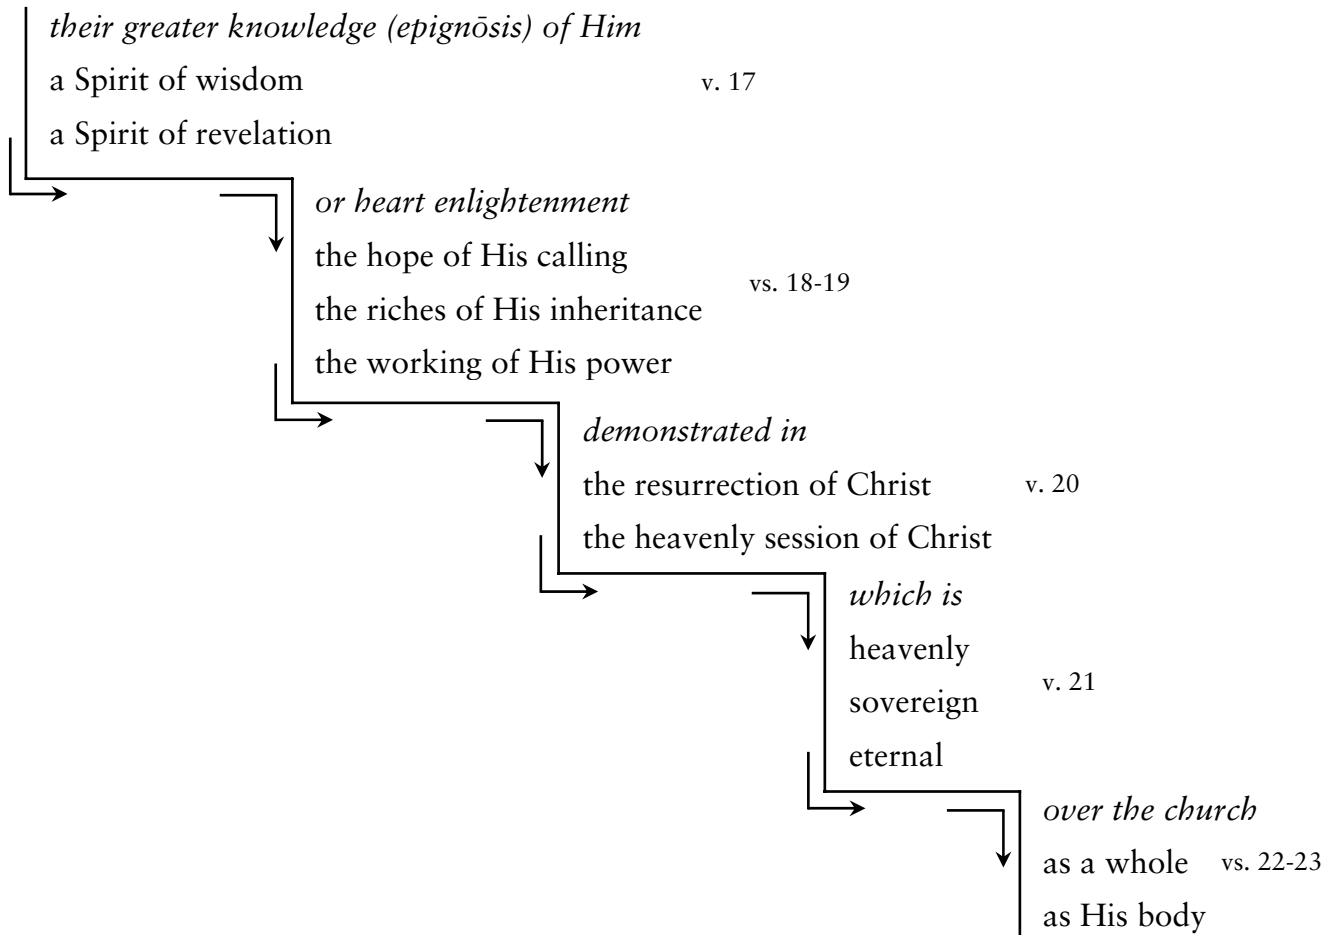 their greater knowledge (epignōsis) of Him
a Spirit of wisdom v. 17
a Spirit of revelation
or heart enlightenment
the hope of His calling
vs. 18-19
the riches of His inheritance
the working of His power
demonstrated in
the resurrection of Christ v. 20
the heavenly session of Christ
which is
heavenly
v. 21
sovereign
eternal
over the church
as a whole vs. 22-23
as His body